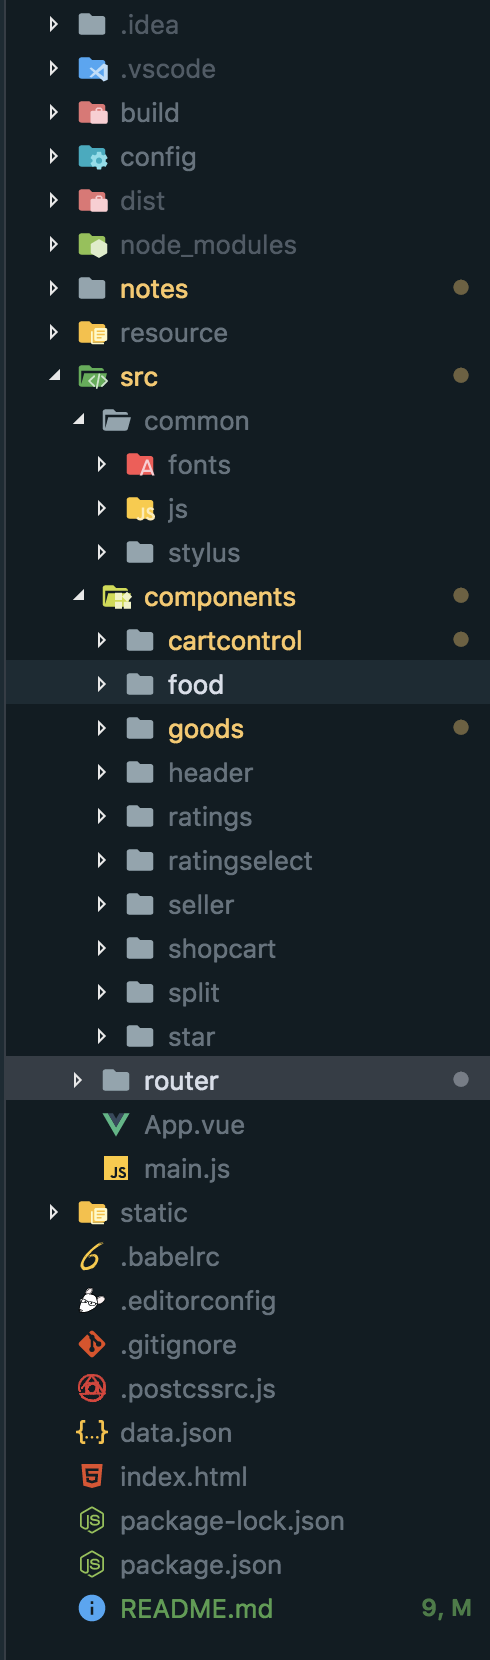 .idea
.vscode
build
config
dist
node_modules
notes
resource
src
common
fonts
js
stylus
components
cartcontrol
food
goods
header
ratings
ratingselect
seller
shopcart
split
star
router
App.vue
main.js
static
.babelrc
.editorconfig
.gitignore
.postcssrc.js
data.json
index.html
package-lock.json
package.json
README.md 9, M